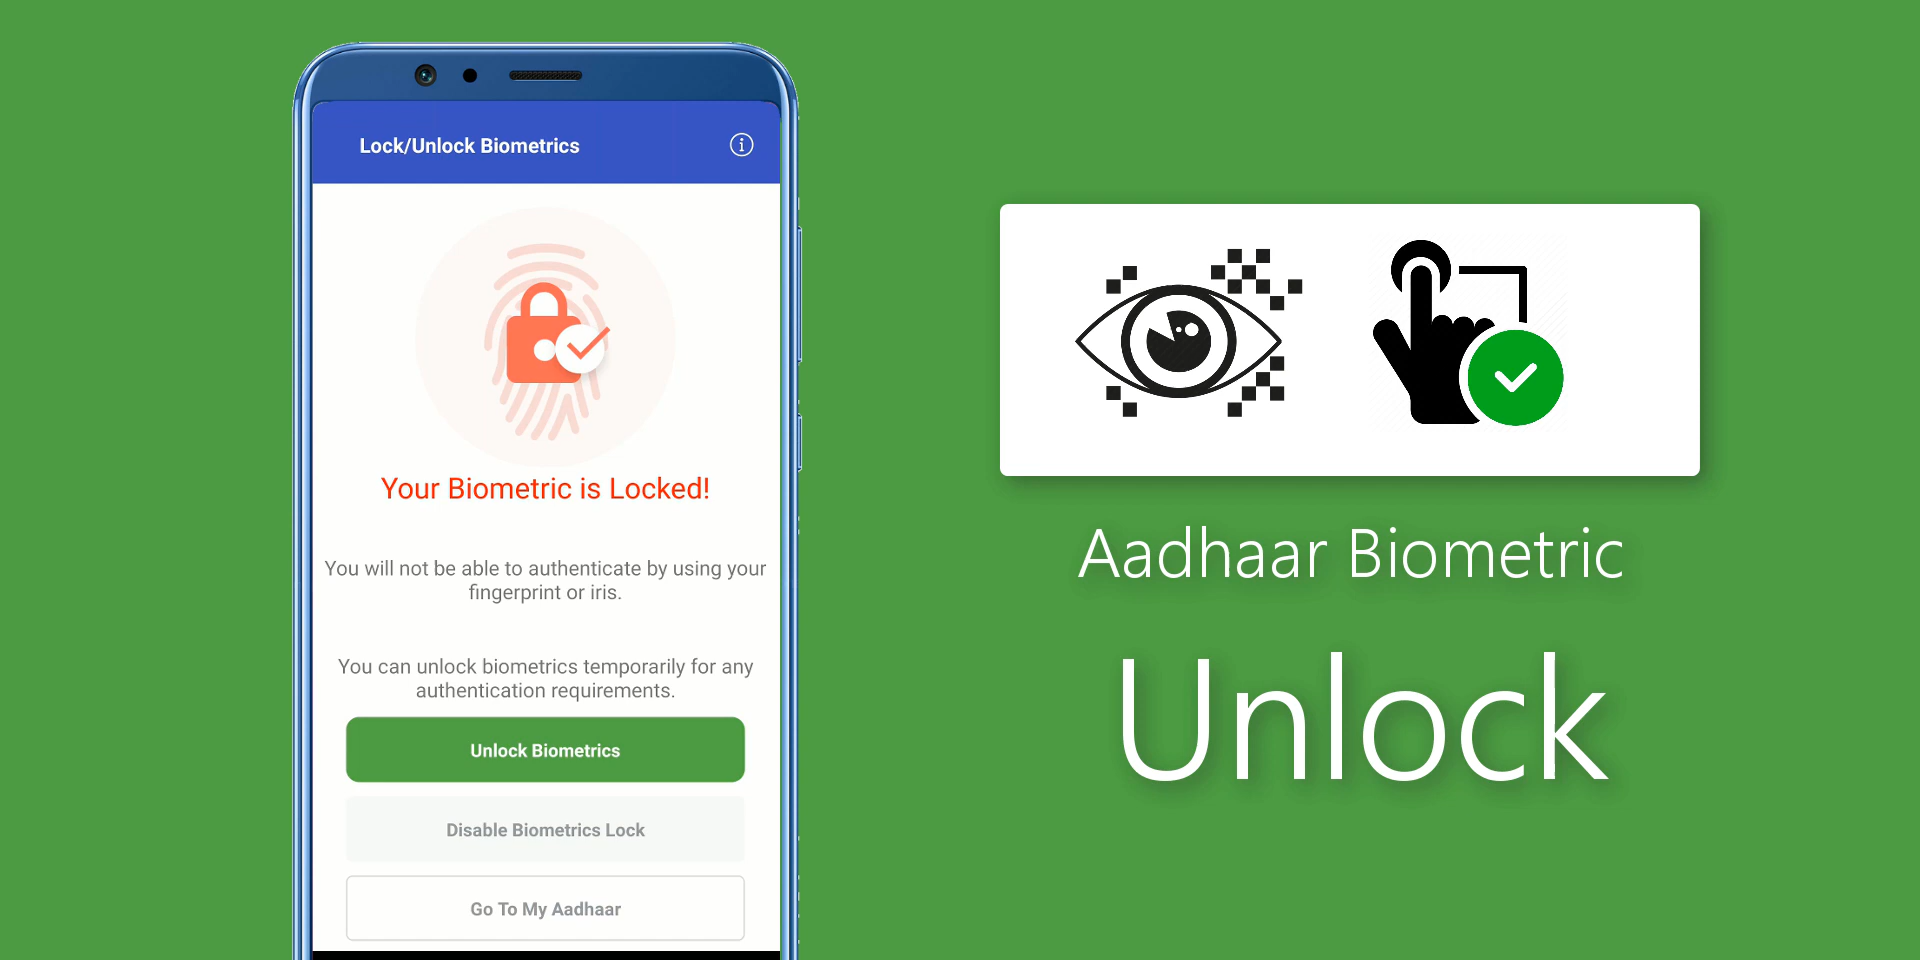 Lock/Unlock Biometrics
Your Biometric is Locked!
You will not be able to authenticate by using your
fingerprint or iris.
You can unlock biometrics temporarily for any
authentication requirements.
Unlock Biometrics
Disable Biometrics Lock
Go To My Aadhaar
Aadhaar Biometric
Unlock